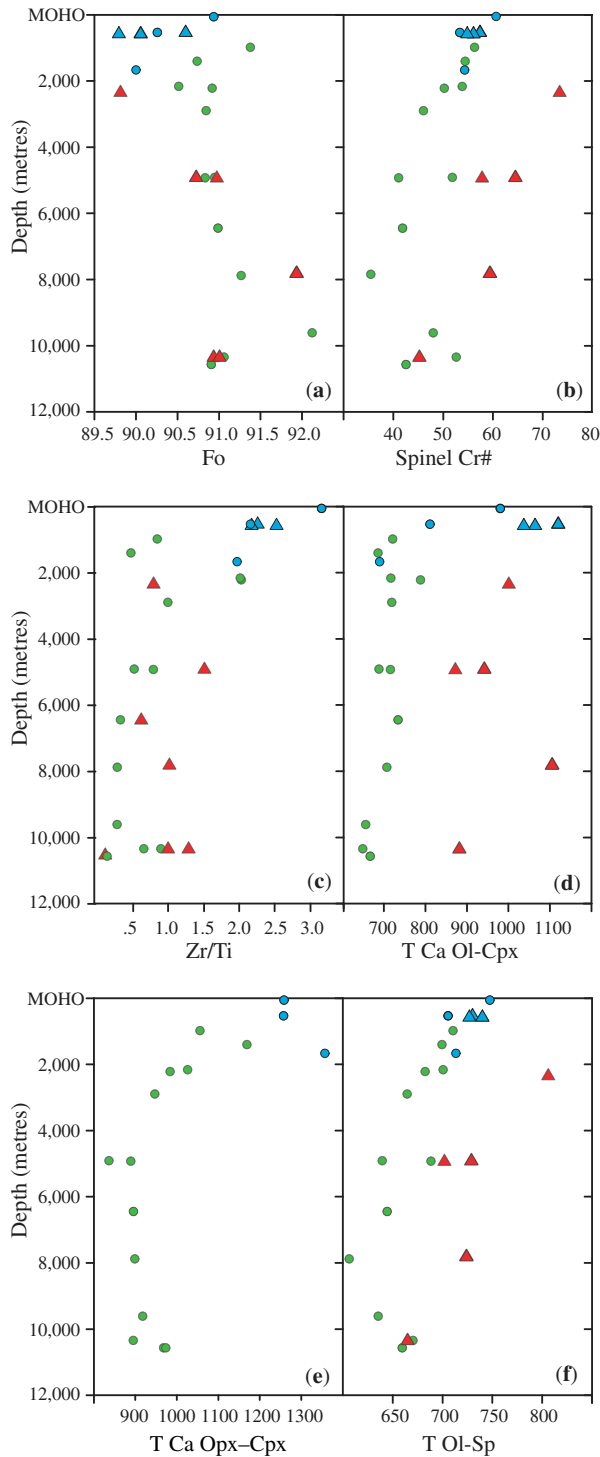 MOHO
2,000
4,000
6,000
8,000
10,000
12,000
Depth (metres)
89.5 90.0 90.5 91.0 91.5 92.0
Fo
(a)
40 50 60 70 80
Spinel Cr#
(b)
MOHO
2,000
4,000
6,000
8,000
10,000
12,000
Depth (metres)
.5 1.0 1.5 2.0 2.5 3.0
Zr/Ti
(c)
700 800 900 1000 1100
T Ca Ol-Cpx
(d)
MOHO
2,000
4,000
6,000
8,000
10,000
12,000
Depth (metres)
900 1000 1100 1200 1300
T Ca Opx–Cpx
(e)
650 700 750 800
T Ol-Sp
(f)